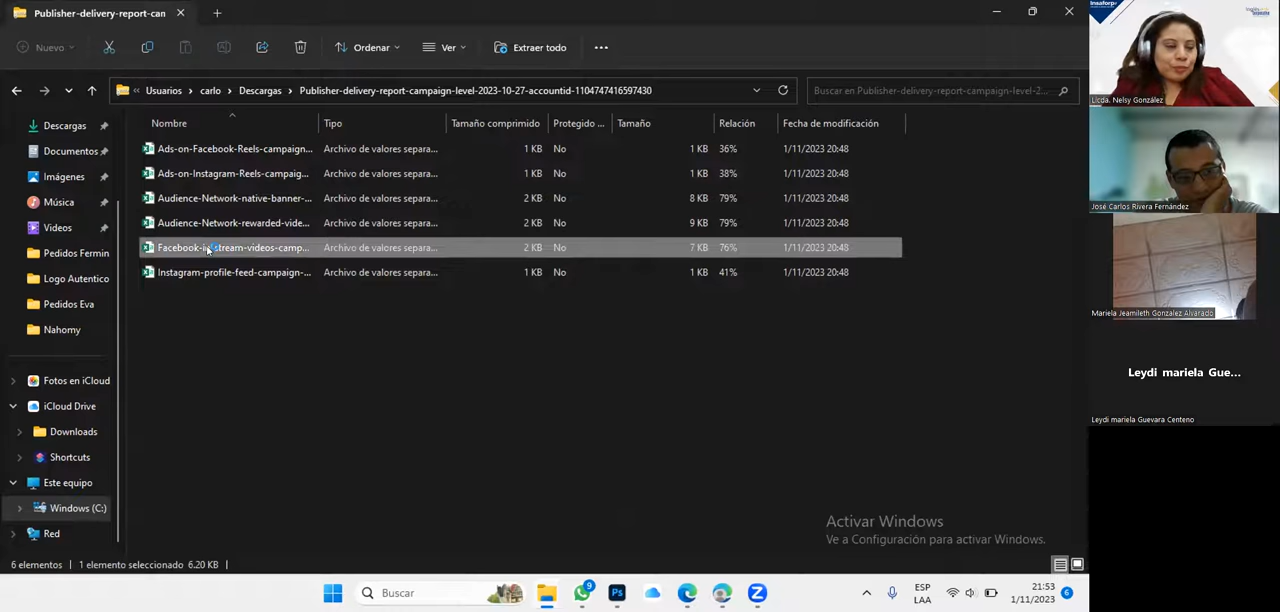 Publisher-delivery-report-can
Nuevo
Ordenar
Ver
Extraer todo
Usuarios > carlo > Descargas > Publisher-delivery-report-campaign-level-2023-10-27-accountid-1104747416597430
Buscar en Publisher-delivery-report-campaign-level-2...
Nombre Tipo Tamaño comprimido Protegido ... Tamaño Relación Fecha de modificación
Ads-on-Facebook-Reels-campaign... Archivo de valores separa... 1 KB No 1 KB 36% 1/11/2023 20:48
Ads-on-Instagram-Reels-campaig... Archivo de valores separa... 1 KB No 1 KB 38% 1/11/2023 20:48
Audience-Network-native-banner-... Archivo de valores separa... 2 KB No 8 KB 79% 1/11/2023 20:48
Audience-Network-rewarded-vide... Archivo de valores separa... 2 KB No 9 KB 79% 1/11/2023 20:48
Facebook-in-stream-videos-camp... Archivo de valores separa... 2 KB No 7 KB 76% 1/11/2023 20:48
Instagram-profile-feed-campaign-... Archivo de valores separa... 1 KB No 1 KB 41% 1/11/2023 20:48
Descargas
Documentos
Imágenes
Música
Videos
Pedidos Fermin
Logo Autentico
Pedidos Eva
Nahomy
Fotos en iCloud
iCloud Drive
Downloads
Shortcuts
Este equipo
Windows (C:)
Red
Activar Windows
Ve a Configuración para activar Windows.
6 elementos | 1 elemento seleccionado 6.20 KB |
Buscar
9
ESP
LAA
21:53
1/11/2023
6
Insaforp
Licda. Nelsy González
José Carlos Rivera Fernández
Mariela Jeamileth Gonzalez Alvarado
Leydi mariela Gue...
Leydi mariela Guevara Centeno